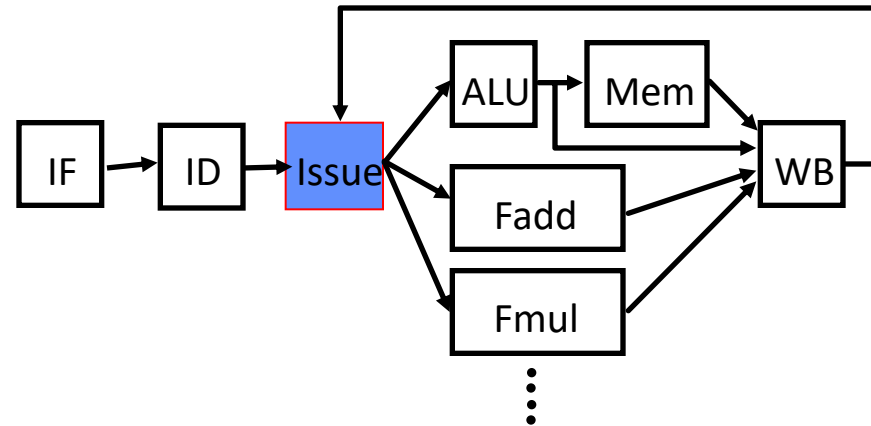 IF
ID
Issue
ALU
Mem
Fadd
Fmul
WB